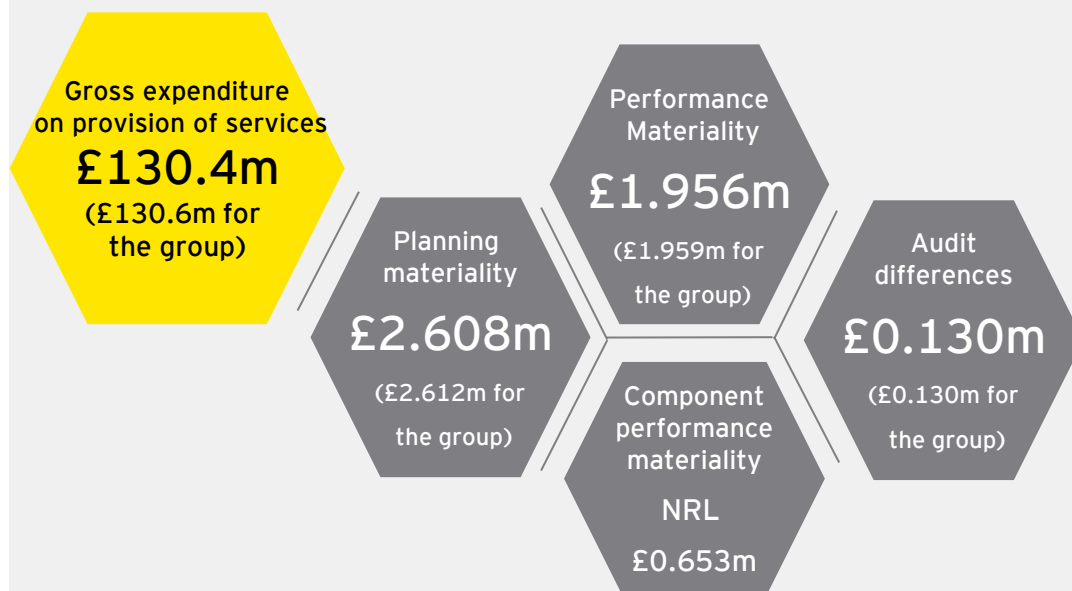 Gross expenditure
on provision of services
£130.4m
(£130.6m for
the group)
Planning
materiality
£2.608m
(£2.612m for
the group)
Performance
Materiality
£1.956m
(£1.959m for
the group)
Component
performance
materiality
NRL
£0.653m
Audit
differences
£0.130m
(£0.130m for
the group)